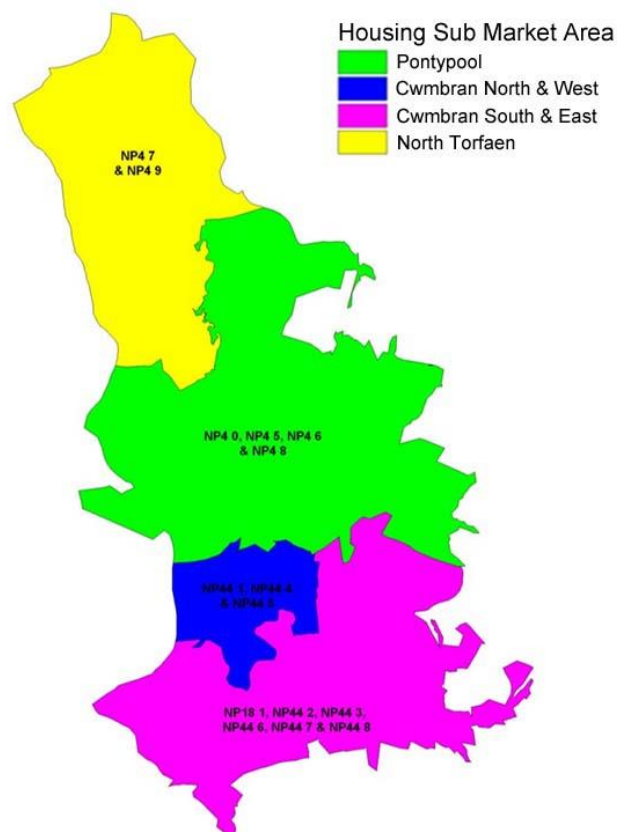 Housing Sub Market Area
Pontypool
Cwmbran North & West
Cwmbran South & East
North Torfaen
NP4 7
& NP4 9
NP4 0, NP4 5, NP4 6
& NP4 8
NP44 1, NP44 4
& NP44 5
NP18 1, NP44 2, NP44 3,
NP44 6, NP44 7 & NP44 8